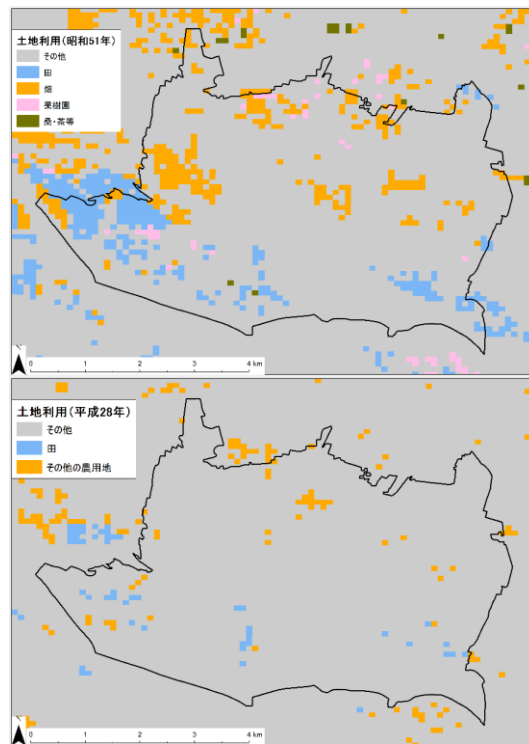 土地利用(昭和51年)
その他
田
畑
果樹園
桑・茶等
N
0 1 2 3 4 km
土地利用(平成28年)
その他
田
その他の農用地
N
0 1 2 3 4 km